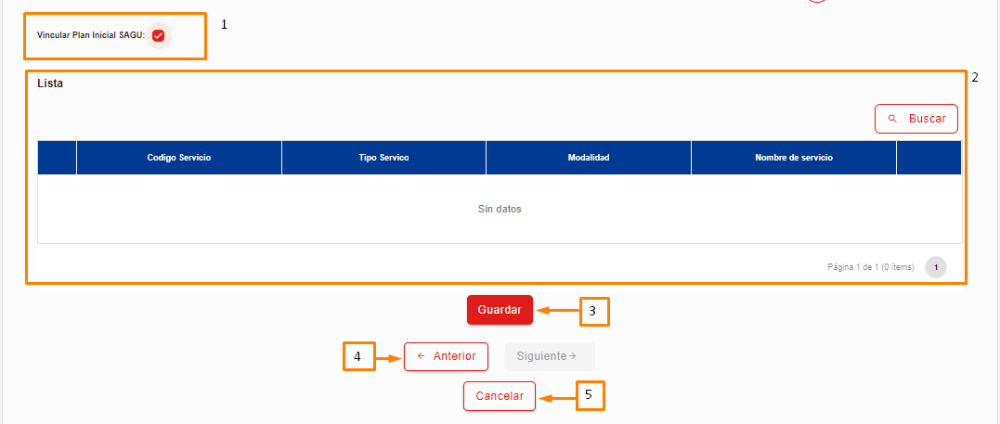 Vincular Plan Inicial SAGU:
1
2
Lista
Buscar
Codigo Servicio Tipo Servico Modalidad Nombre de servicio
Sin datos
Página 1 de 1 (0 ítems) 1
Guardar 3
4 Anterior Siguiente
Cancelar 5